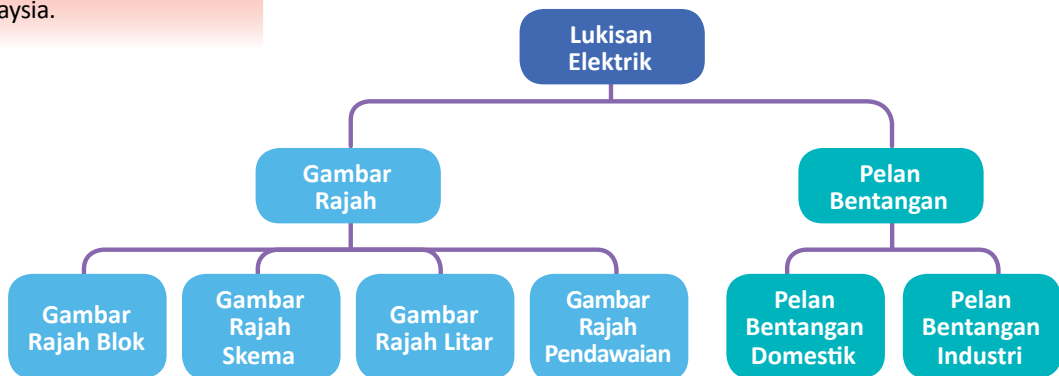 Lukisan
Elektrik
Gambar
Rajah
Pelan
Bentangan
Gambar
Rajah Blok
Gambar
Rajah
Skema
Gambar
Rajah Litar
Gambar
Rajah
Pendawaian
Pelan
Bentangan
Domestik
Pelan
Bentangan
Industri